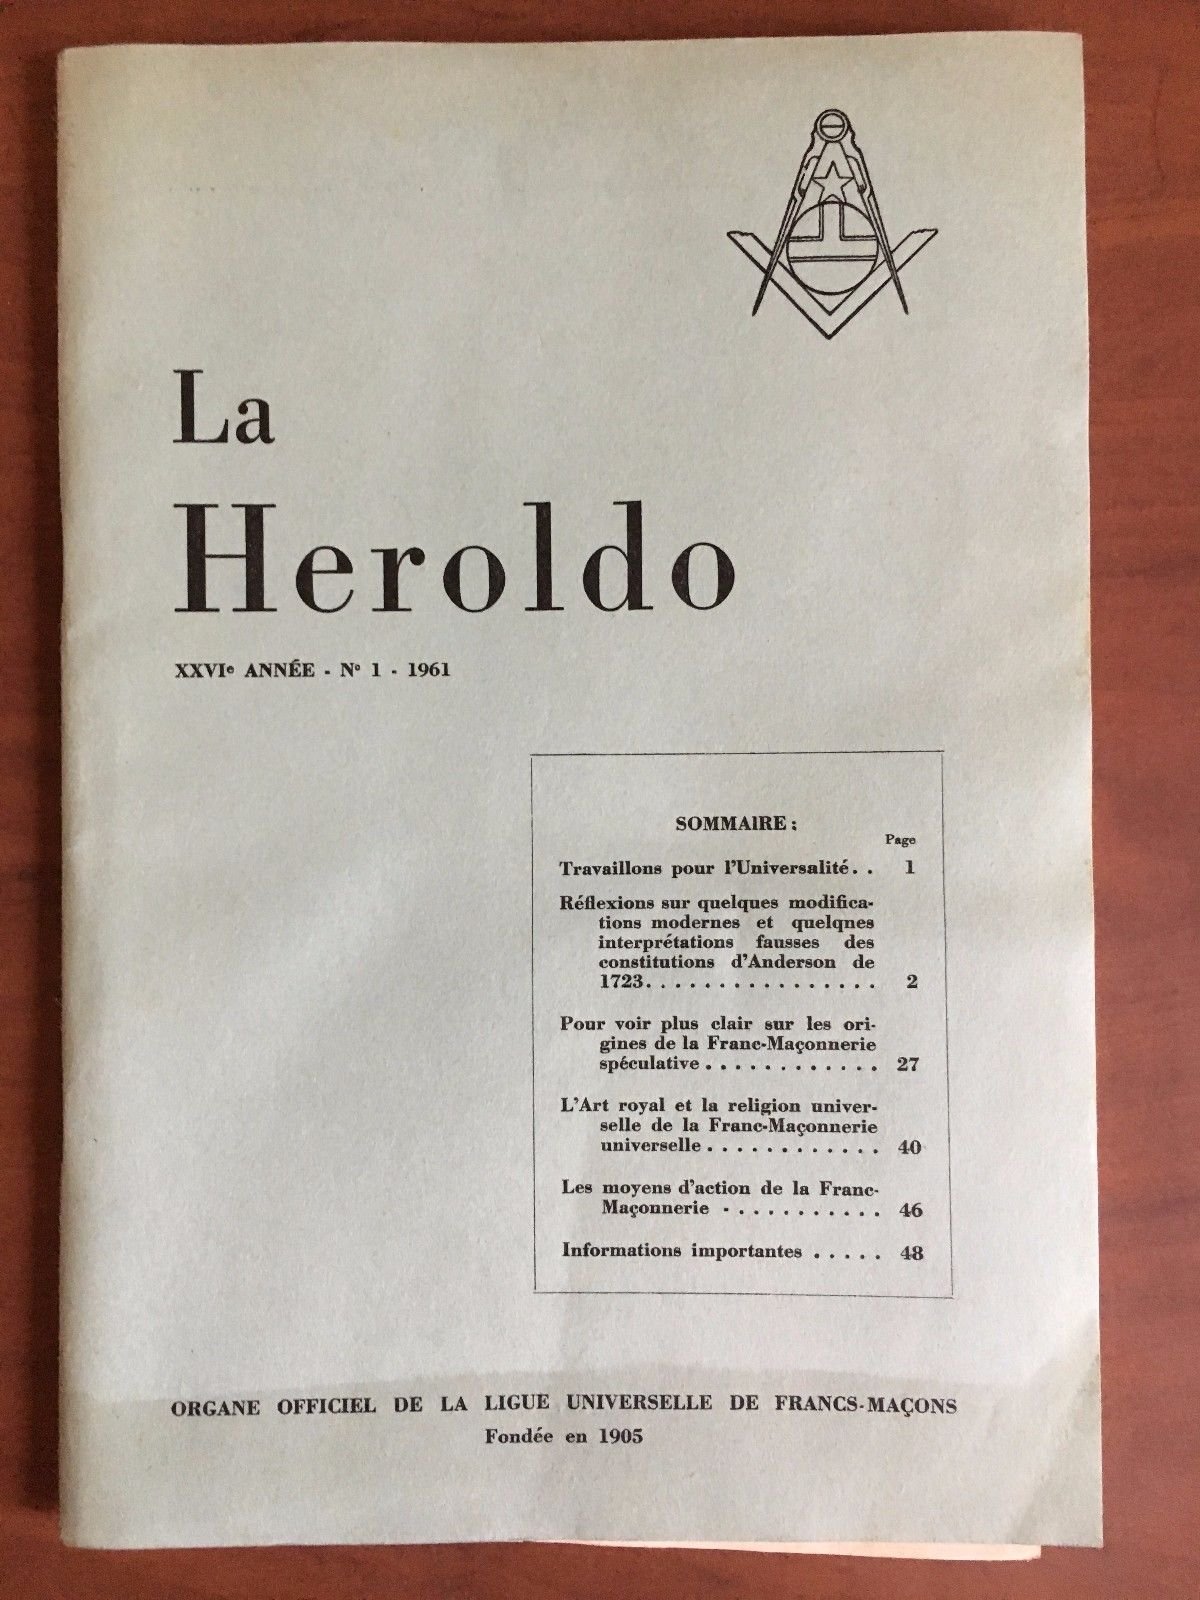 La
Heroldo
XXVIe ANNÉE - No 1 - 1961
SOMMAIRE :
Page
Travaillons pour l'Universalité. . 1
Réflexions sur quelques modifica-
tions modernes et quelqnes
interprétations fausses des
constitutions d'Anderson de
1723. . . . . . . . . . . . . . . . 2
Pour voir plus clair sur les ori-
gines de la Franc-Maçonnerie
spéculative . . . . . . . . . . . . 27
L'Art royal et la religion univer-
selle de la Franc-Maçonnerie
universelle . . . . . . . . . . . . 40
Les moyens d'action de la Franc-
Maçonnerie - . . . . . . . . . . 46
Informations importantes . . . . . 48
ORGANE OFFICIEL DE LA LIGUE UNIVERSELLE DE FRANCS-MAÇONS
Fondée en 1905